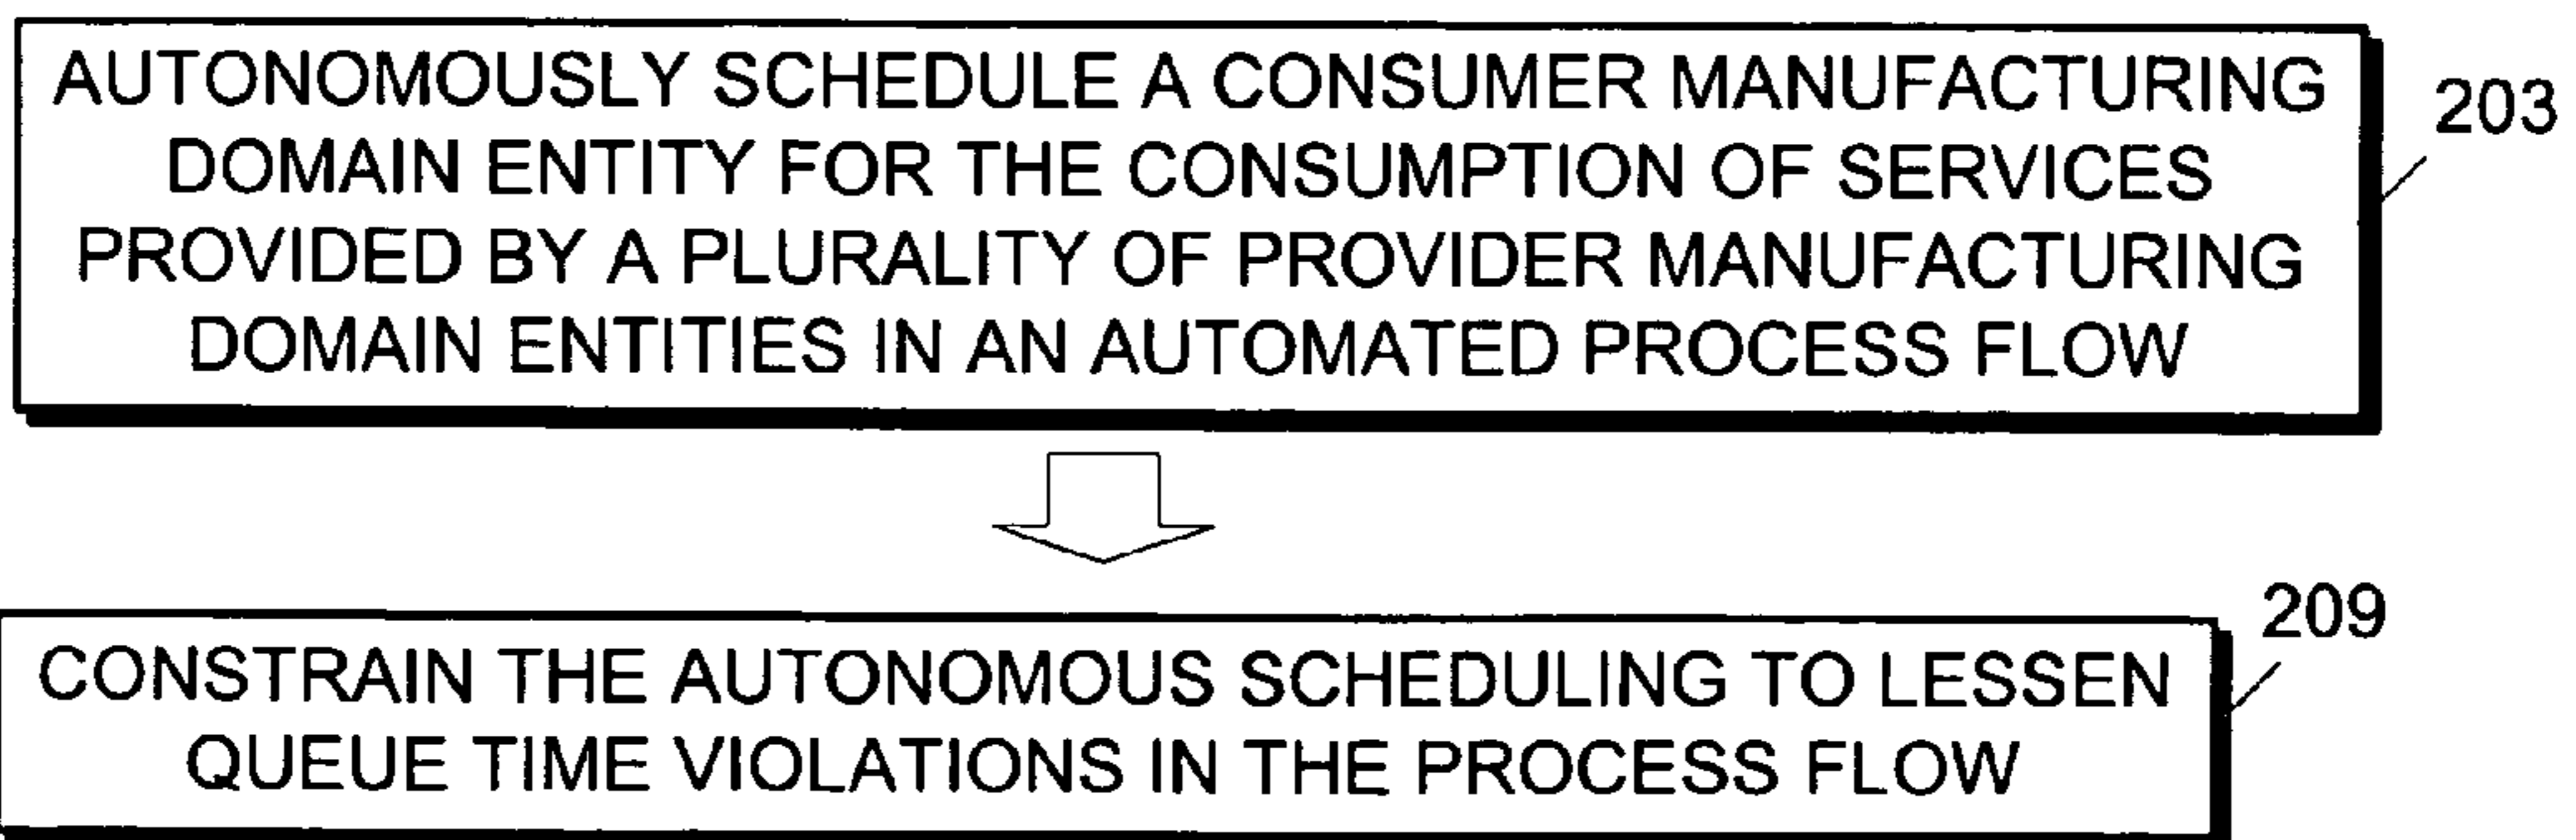 AUTONOMOUSLY SCHEDULE A CONSUMER MANUFACTURING
DOMAIN ENTITY FOR THE CONSUMPTION OF SERVICES
PROVIDED BY A PLURALITY OF PROVIDER MANUFACTURING
DOMAIN ENTITIES IN AN AUTOMATED PROCESS FLOW
203
CONSTRAIN THE AUTONOMOUS SCHEDULING TO LESSEN
QUEUE TIME VIOLATIONS IN THE PROCESS FLOW
209